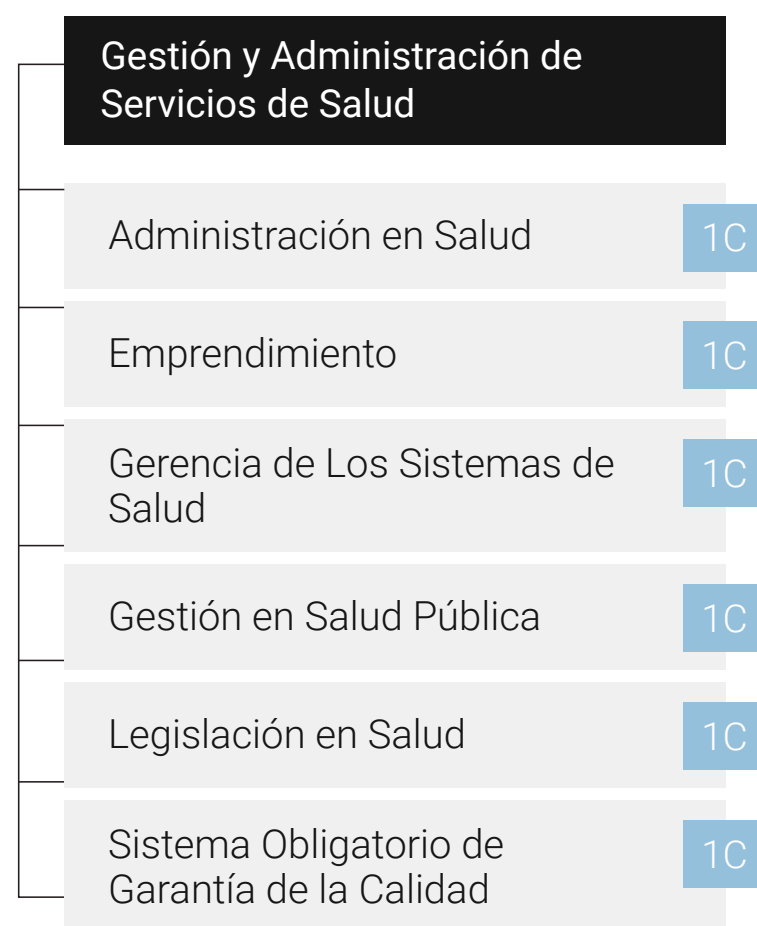 Gestión y Administración de
Servicios de Salud
Administración en Salud
1C
Emprendimiento
1C
Gerencia de Los Sistemas de
Salud
1C
Gestión en Salud Pública
1C
Legislación en Salud
1C
Sistema Obligatorio de
Garantía de la Calidad
1C